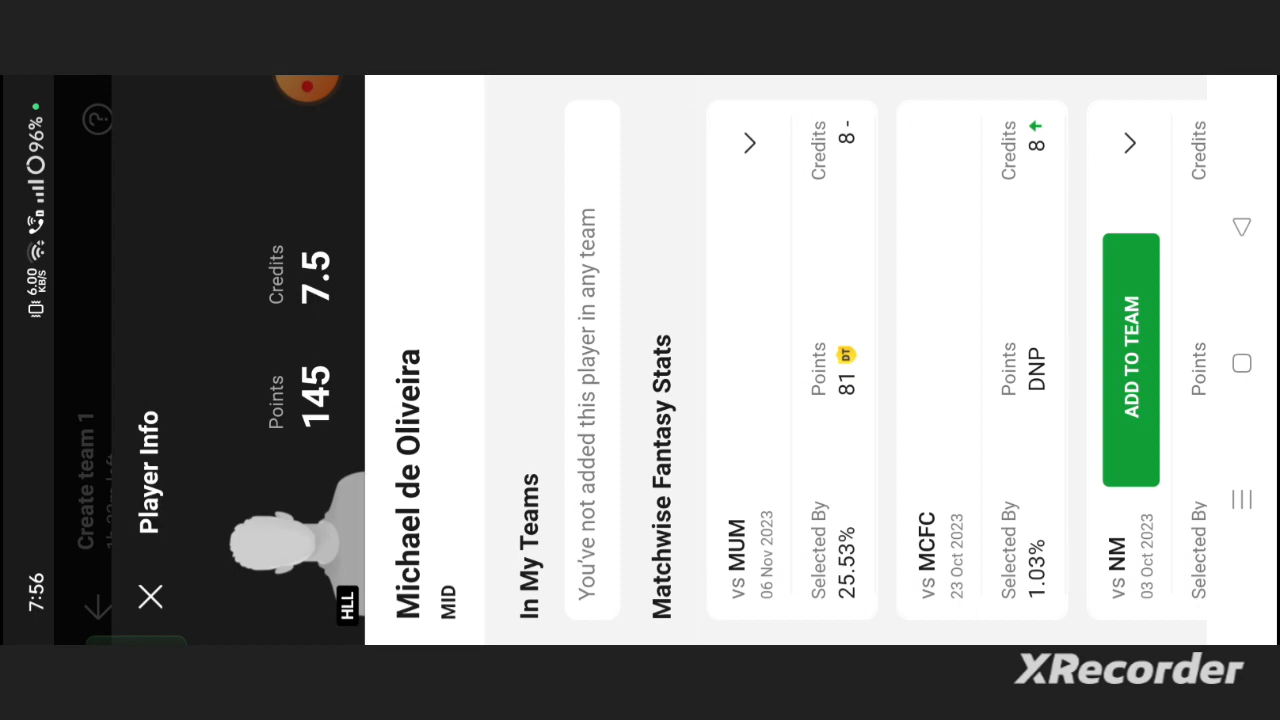 7:56
6.00
KB/S
96%
Create team 1
Player Info
Points
Credits
145
7.5
HLL
Michael de Oliveira
MID
In My Teams
You've not added this player in any team
Matchwise Fantasy Stats
vs MUM
06 Nov 2023
Selected By
Points
Credits
25.53%
81 DT
8 -
vs MCFC
23 Oct 2023
Selected By
Points
Credits
1.03%
DNP
8
vs NM
03 Oct 2023
ADD TO TEAM
Selected By
Points
Credits
XRecorder